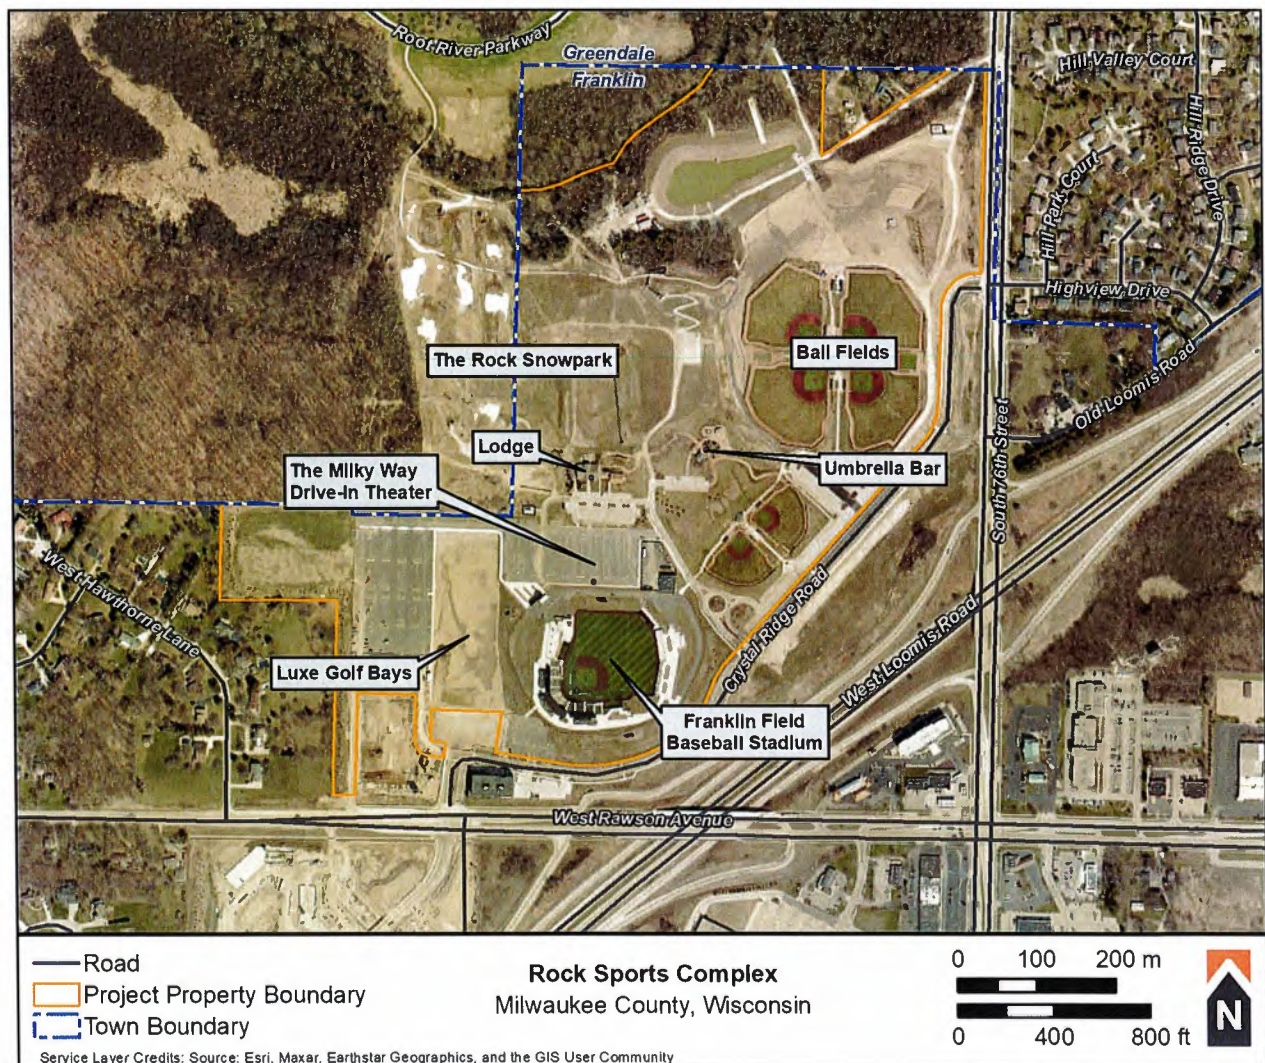 Root River Parkway
Greendale
Franklin
Hill Valley Court
Hill Ridge Drive
Hill Park Court
Highview Drive
Ball Fields
The Rock Snowpark
Old Loomis Road
South 76th Street
Lodge
Umbrella Bar
The Milky Way
Drive-In Theater
West Hawthorne Lane
Crystal Ridge Road
West Loomis Road
Luxe Golf Bays
Franklin Field
Baseball Stadium
West Rawson Avenue
Road
Project Property Boundary
Town Boundary
Rock Sports Complex
Milwaukee County, Wisconsin
0 100 200 m
0 400 800 ft
N
Service Layer Credits: Source: Esri, Maxar, Earthstar Geographics, and the GIS User Community